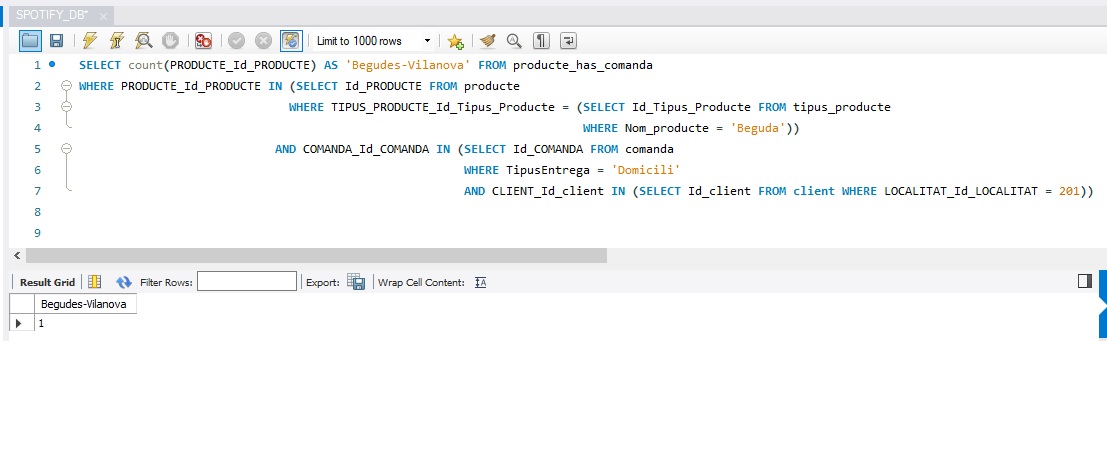 SPOTIFY_DB* ×
Limit to 1000 rows
1 SELECT count(PRODUCTE_Id_PRODUCTE) AS 'Begudes-Vilanova' FROM producte_has_comanda
2 WHERE PRODUCTE_Id_PRODUCTE IN (SELECT Id_PRODUCTE FROM producte
3 WHERE TIPUS_PRODUCTE_Id_Tipus_Producte = (SELECT Id_Tipus_Producte FROM tipus_producte
4 WHERE Nom_producte = 'Beguda'))
5 AND COMANDA_Id_COMANDA IN (SELECT Id_COMANDA FROM comanda
6 WHERE TipusEntrega = 'Domicili'
7 AND CLIENT_Id_client IN (SELECT Id_client FROM client WHERE LOCALITAT_Id_LOCALITAT = 201))
8
9
Result Grid Filter Rows: Export: Wrap Cell Content:
Begudes-Vilanova
1